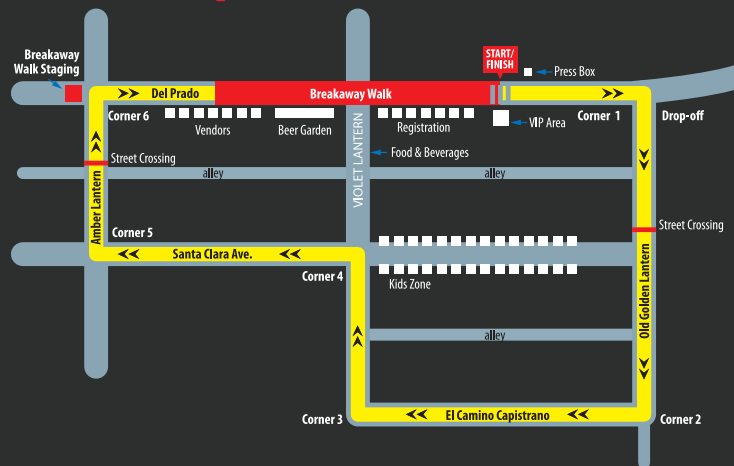 Breakaway
Walk Staging
START/
FINISH
Press Box
Del Prado
Breakaway Walk
Corner 6
Vendors
Beer Garden
Registration
VIP Area
Corner 1
Drop-off
Street Crossing
VIOLET LANTERN
Food & Beverages
alley
alley
Amber Lantern
Corner 5
Street Crossing
Santa Clara Ave.
Corner 4
Kids Zone
Old Golden Lantern
alley
Corner 3
El Camino Capistrano
Corner 2